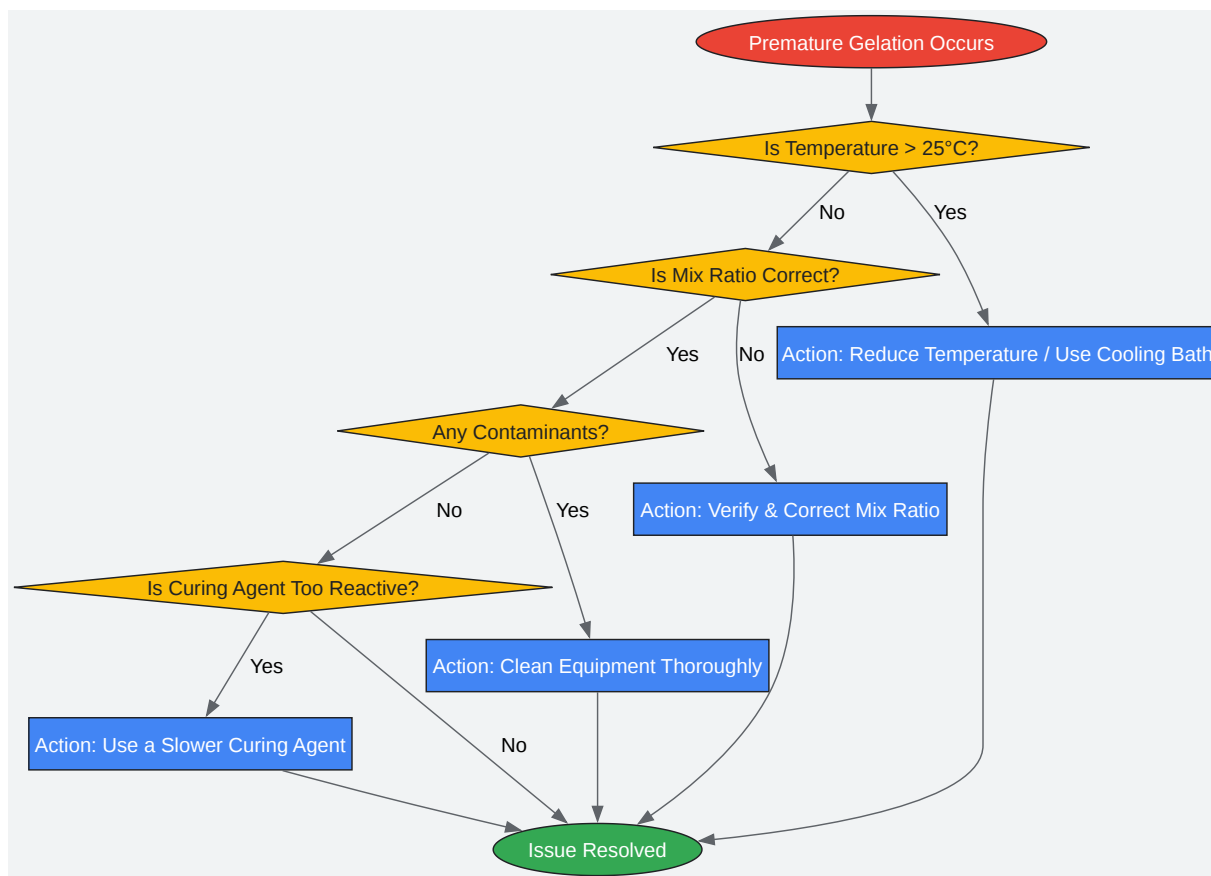 Premature Gelation Occurs
Is Temperature > 25°C?
No
Yes
Is Mix Ratio Correct?
Yes
No
Action: Reduce Temperature / Use Cooling Bath
Any Contaminants?
No
Yes
Action: Verify & Correct Mix Ratio
Is Curing Agent Too Reactive?
Yes
Action: Clean Equipment Thoroughly
No
Action: Use a Slower Curing Agent
Issue Resolved